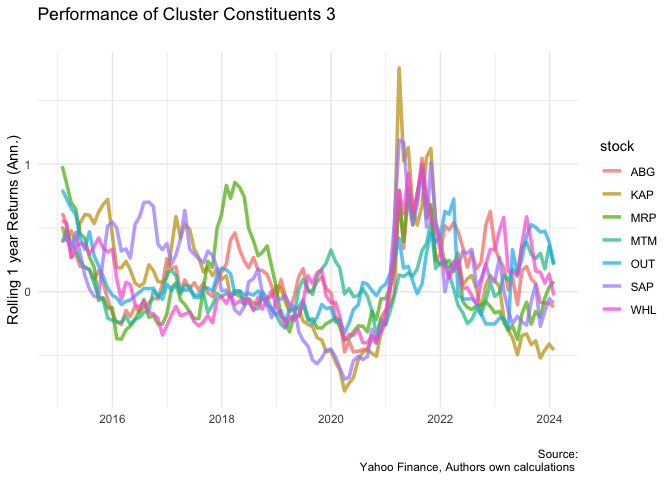 Performance of Cluster Constituents 3
Rolling 1 year Returns (Ann.)
1
0
2016
2018
2020
2022
2024
stock
ABG
KAP
MRP
MTM
OUT
SAP
WHL
Source:
Yahoo Finance, Authors own calculations